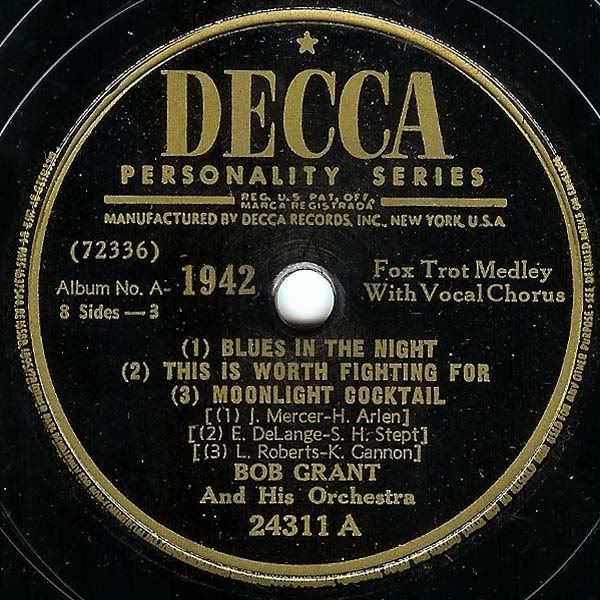 DECCA
PERSONALITY SERIES
REG. U.S. PAT. OFF.
MARCA REGISTRADA
MANUFACTURED BY DECCA RECORDS, INC., NEW YORK, U.S.A
(72336)
Album No. A- 1942
8 Sides — 3
Fox Trot Medley
With Vocal Chorus
(1) BLUES IN THE NIGHT
(2) THIS IS WORTH FIGHTING FOR
(3) MOONLIGHT COCKTAIL
[(1) J. Mercer-H. Arlen]
[(2) E. DeLange-S. H. Stept]
[(3) L. Roberts-K. Gannon]
BOB GRANT
And His Orchestra
24311 A